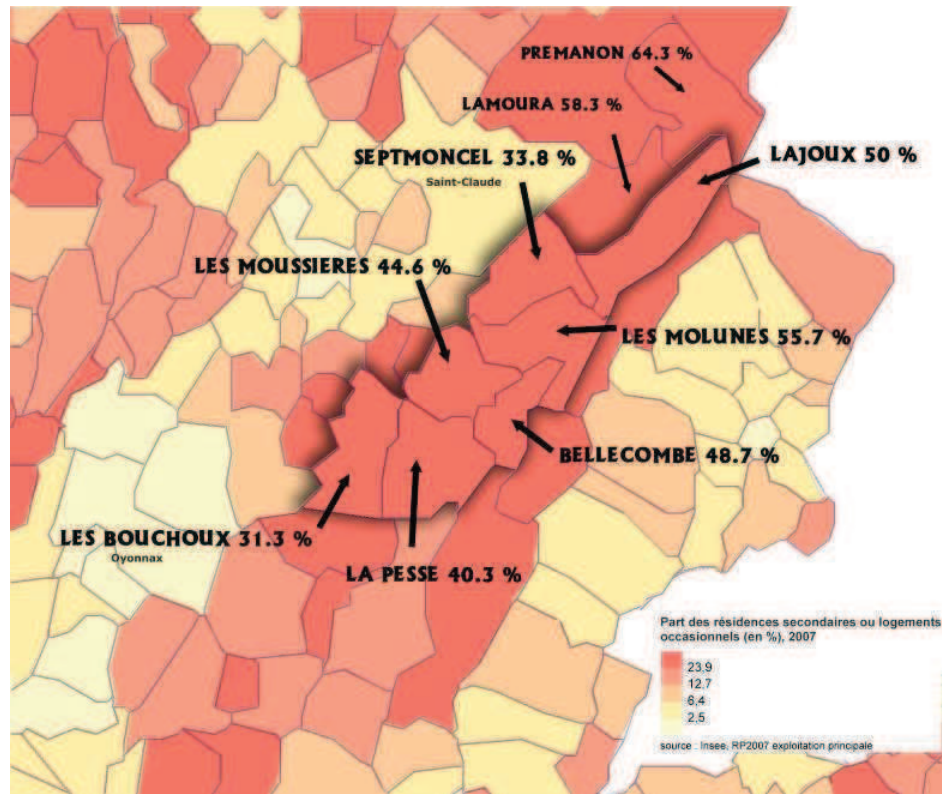 PREMANON 64.3 %
LAMOURA 58.3 %
SEPTMONCEL 33.8 %
LAJOUX 50 %
Saint-Claude
LES MOUSSIERES 44.6 %
LES MOLUNES 55.7 %
BELLECOMBE 48.7 %
LES BOUCHOUX 31.3 %
Oyonnax
LA PESSE 40.3 %
Part des résidences secondaires ou logements
occasionnels (en %), 2007
23,9
12,7
6,4
2,5
source : Insee, RP2007 exploitation principale